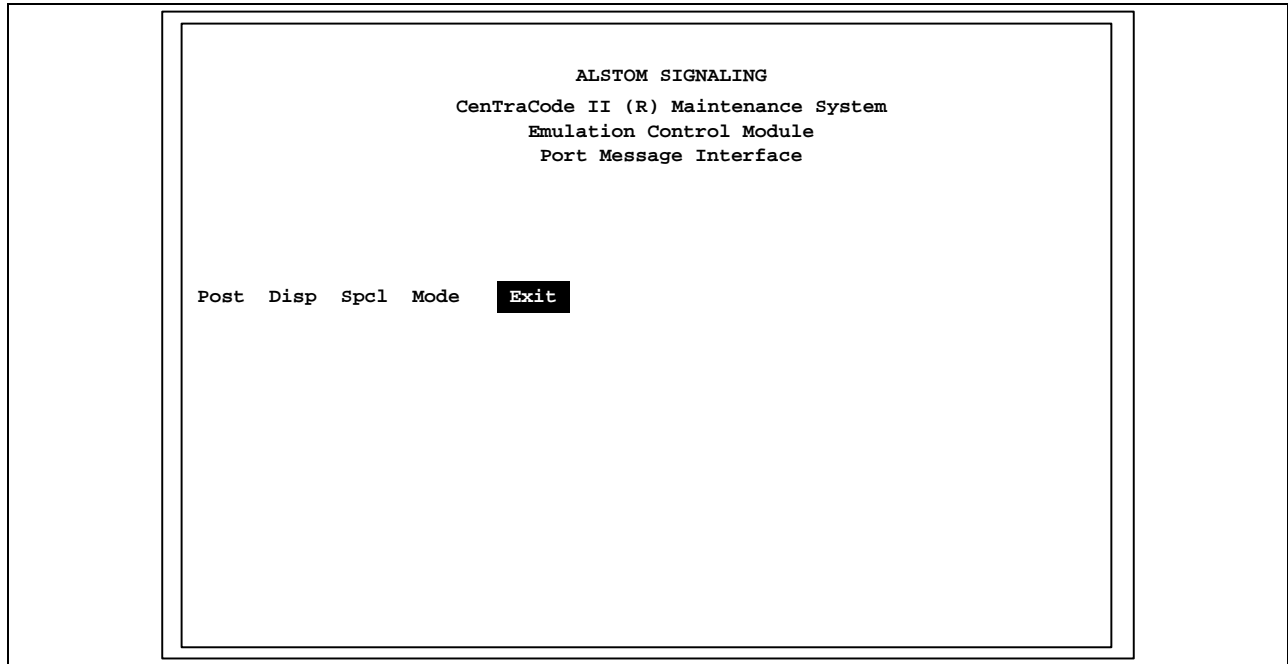 ALSTOM SIGNALING
CenTraCode II (R) Maintenance System
Emulation Control Module
Port Message Interface
Post Disp Spcl Mode Exit